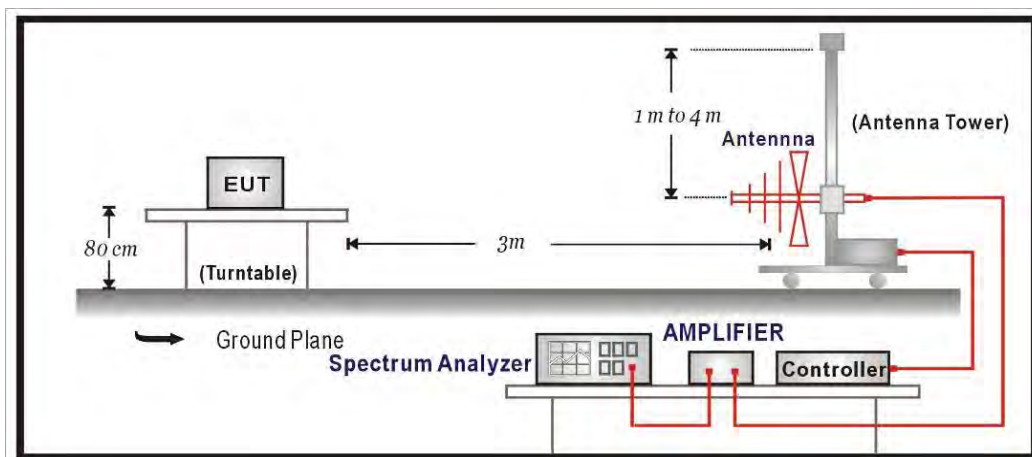 1 m to 4 m
(Antenna Tower)
Antennna
EUT
80 cm
3m
(Turntable)
Ground Plane
AMPLIFIER
Spectrum Analyzer
Controller